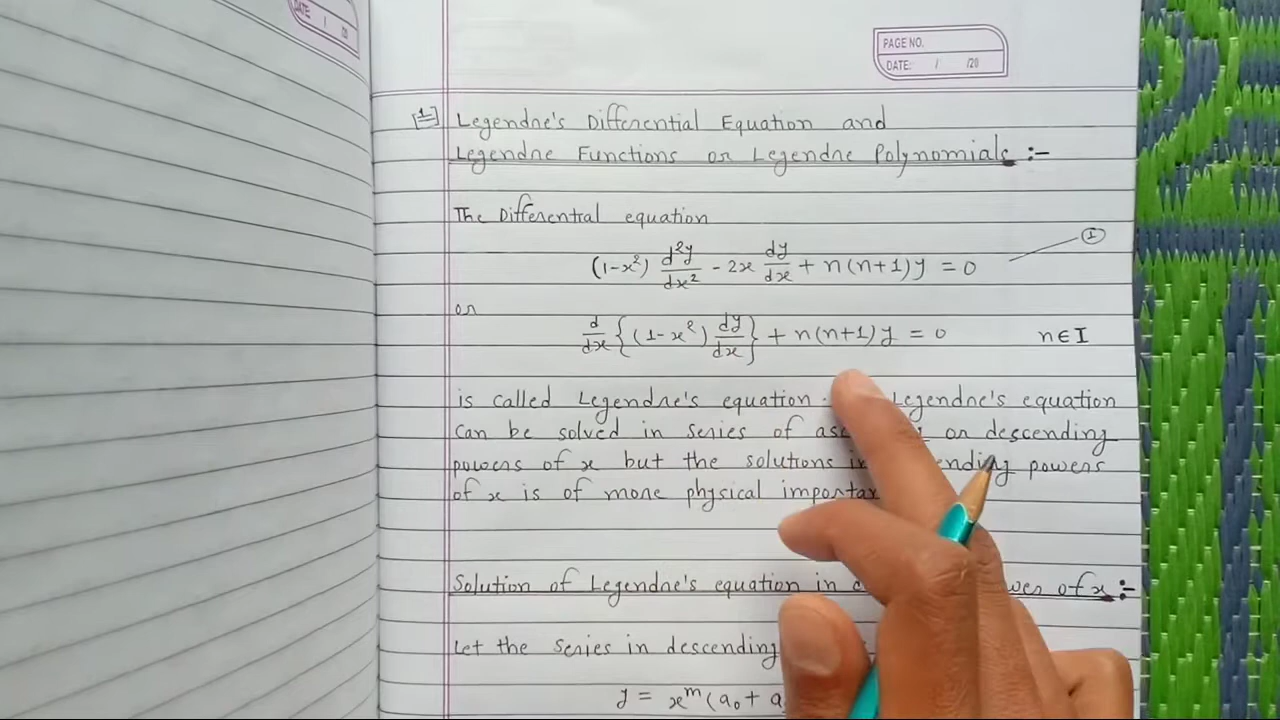 DATE: / /20
PAGE NO.
DATE: / /20
[1] Legendre's Differential Equation and
Legendre Functions or Legendre Polynomials :-
The Differential equation
(1-x²) d²y/dx² - 2x dy/dx + n(n+1)y = 0 — (I)
or
d/dx {(1-x²) dy/dx} + n(n+1)y = 0 n∈I
is called Legendre's equation. Legendre's equation
can be solved in series of or descending
powers of x but the solutions in powers
of x is of more physical
Solution of Legendre's equation in of x :-
Let the series in descending
y = x^m (a₀ +